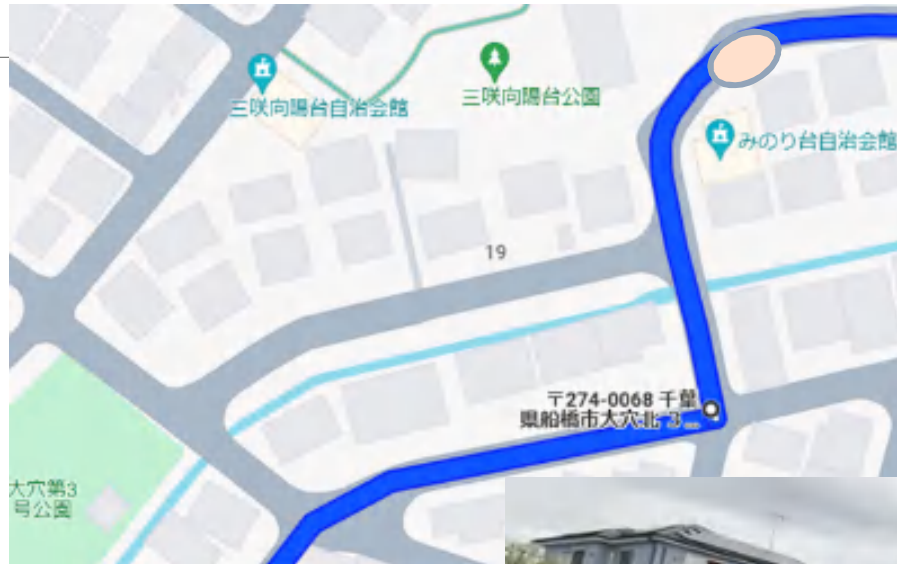 三咲向陽台自治会館
三咲向陽台公園
みのり台自治会館
19
〒274-0068 千葉
県船橋市大穴北 3 ...
大穴第3
号公園